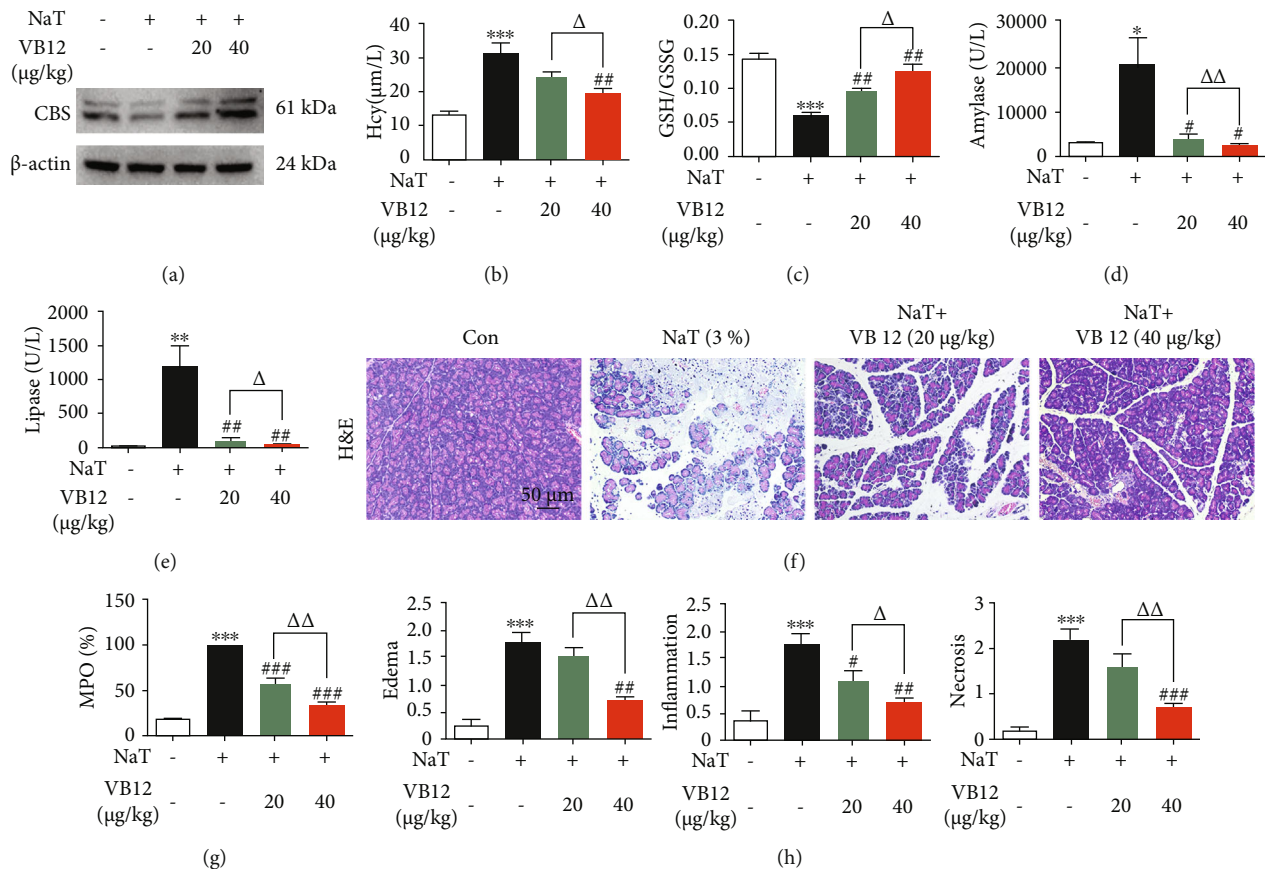 NaT - + + +
VB12 - - 20 40
(μg/kg)
CBS 61 kDa
β-actin 24 kDa
(a)
Hcy(μm/L)
40
30
20
10
0
***
##
Δ
NaT - + + +
VB12 - - 20 40
(μg/kg)
(b)
GSH/GSSG
0.20
0.15
0.10
0.05
0.00
***
##
##
Δ
NaT - + + +
VB12 - - 20 40
(μg/kg)
(c)
Amylase (U/L)
30000
20000
10000
0
*
#
#
ΔΔ
NaT - + + +
VB12 - - 20 40
(μg/kg)
(d)
Lipase (U/L)
2000
1500
1000
500
0
**
##
##
Δ
NaT - + + +
VB12 - - 20 40
(μg/kg)
(e)
H&E
Con
NaT (3 %)
NaT+
VB 12 (20 μg/kg)
NaT+
VB 12 (40 μg/kg)
50 μm
(f)
MPO (%)
150
100
50
0
***
###
###
ΔΔ
NaT - + + +
VB12 - - 20 40
(μg/kg)
(g)
Edema
2.5
2.0
1.5
1.0
0.5
0.0
***
##
ΔΔ
NaT - + + +
VB12 - - 20 40
(μg/kg)
Inflammation
2.5
2.0
1.5
1.0
0.5
0.0
***
#
##
Δ
NaT - + + +
VB12 - - 20 40
(μg/kg)
Necrosis
3
2
1
0
***
###
ΔΔ
NaT - + + +
VB12 - - 20 40
(μg/kg)
(h)